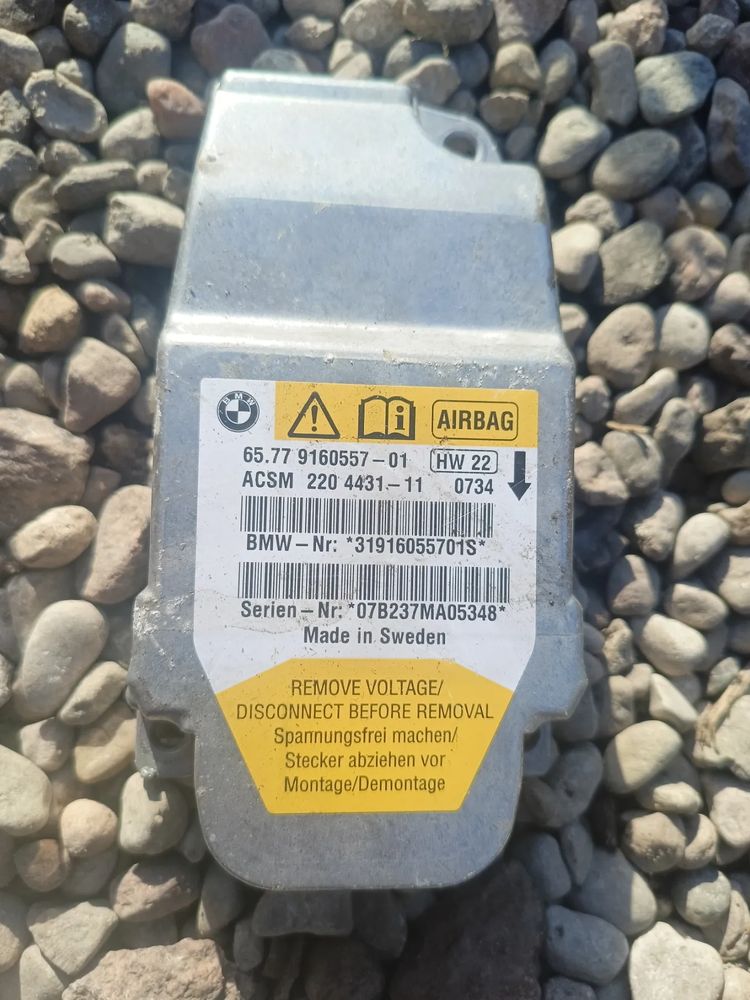 BMW
AIRBAG
65.77 9160557-01 HW 22
ACSM 220 4431-11 0734
BMW-Nr: *31916055701S*
Serien-Nr: *07B237MA05348*
Made in Sweden
REMOVE VOLTAGE/
DISCONNECT BEFORE REMOVAL
Spannungsfrei machen/
Stecker abziehen vor
Montage/Demontage